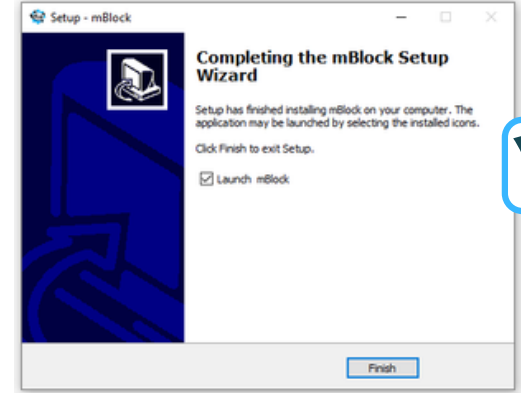 Setup - mBlock
Completing the mBlock Setup
Wizard
Setup has finished installing mBlock on your computer. The
application may be launched by selecting the installed icons.
Click Finish to exit Setup.
Launch mBlock
Finish